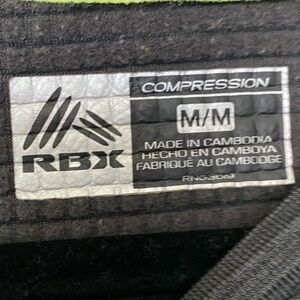 COMPRESSION
M/M
RBX
MADE IN CAMBODIA
HECHO EN CAMBOYA
FABRIQUÉ AU CAMBODGE